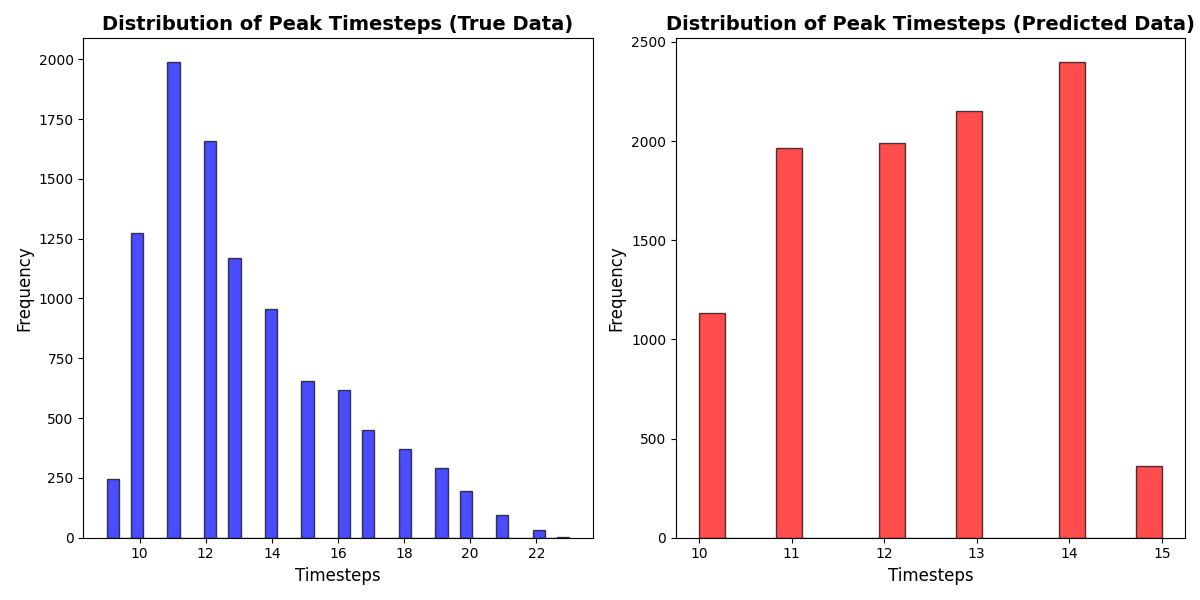 Distribution of Peak Timesteps (True Data)
2000
1750
1500
1250
1000
750
500
250
0
Frequency
10 12 14 16 18 20 22
Timesteps
Distribution of Peak Timesteps (Predicted Data)
2500
2000
1500
1000
500
0
Frequency
10 11 12 13 14 15
Timesteps